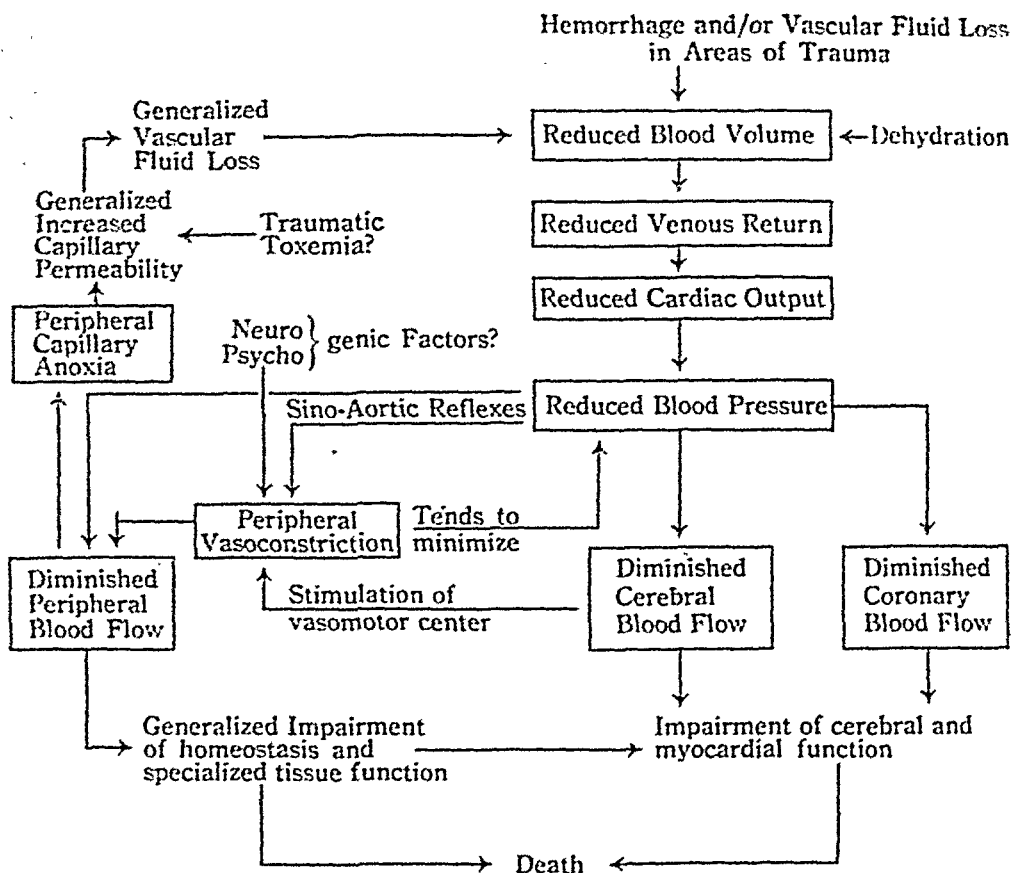 Hemorrhage and/or Vascular Fluid Loss
in Areas of Trauma
Generalized
Vascular
Fluid Loss
Reduced Blood Volume
Dehydration
Generalized
Increased
Capillary
Permeability
Traumatic
Toxemia?
Reduced Venous Return
Reduced Cardiac Output
Peripheral
Capillary
Anoxia
Neuro
Psycho
} genic Factors?
Sino-Aortic Reflexes
Reduced Blood Pressure
Peripheral
Vasoconstriction
Tends to
minimize
Diminished
Peripheral
Blood Flow
Stimulation of
vasomotor center
Diminished
Cerebral
Blood Flow
Diminished
Coronary
Blood Flow
Generalized Impairment
of homeostasis and
specialized tissue function
Impairment of cerebral and
myocardial function
Death